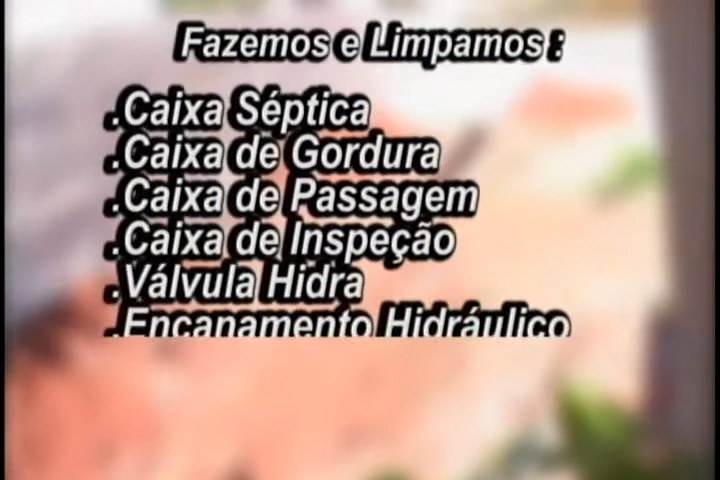 Fazemos e Limpamos :
.Caixa Séptica
.Caixa de Gordura
.Caixa de Passagem
.Caixa de Inspeção
.Válvula Hidra
.Encanamento Hidráulico